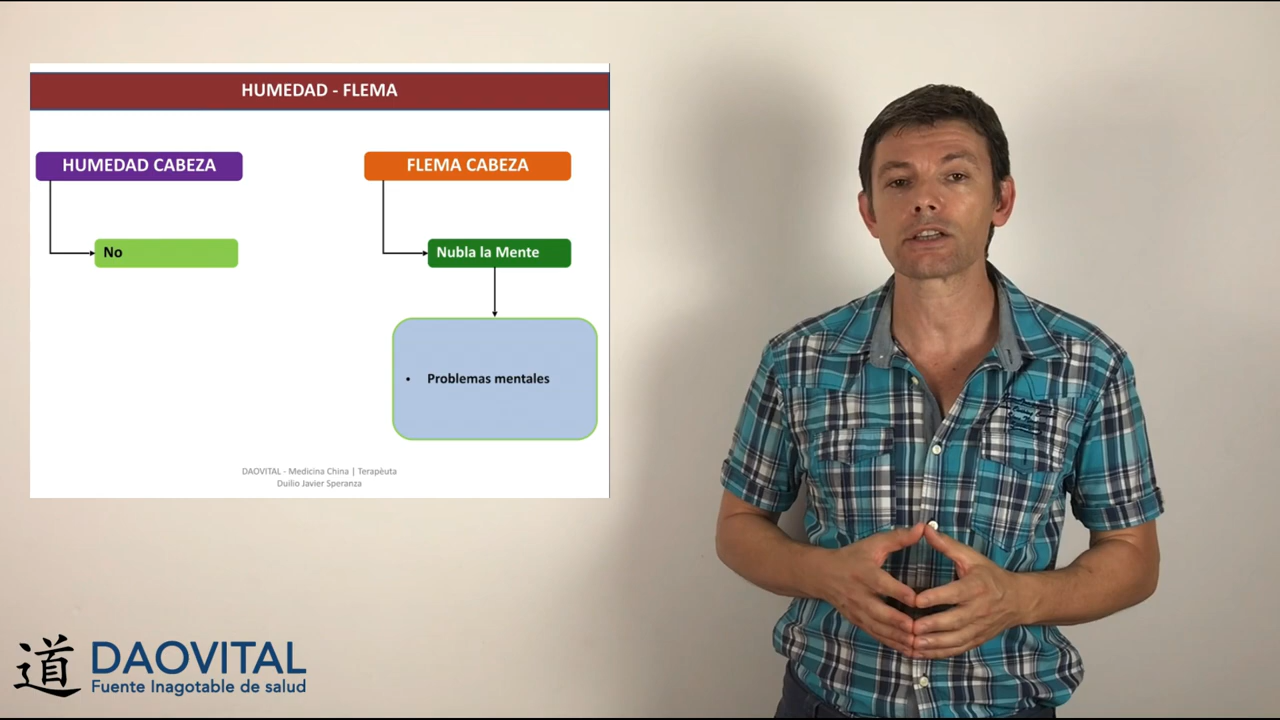 HUMEDAD - FLEMA
HUMEDAD CABEZA
FLEMA CABEZA
No
Nubla la Mente
• Problemas mentales
DAOVITAL - Medicina China | Terapèuta
Duilio Javier Speranza
道
DAOVITAL
Fuente Inagotable de salud